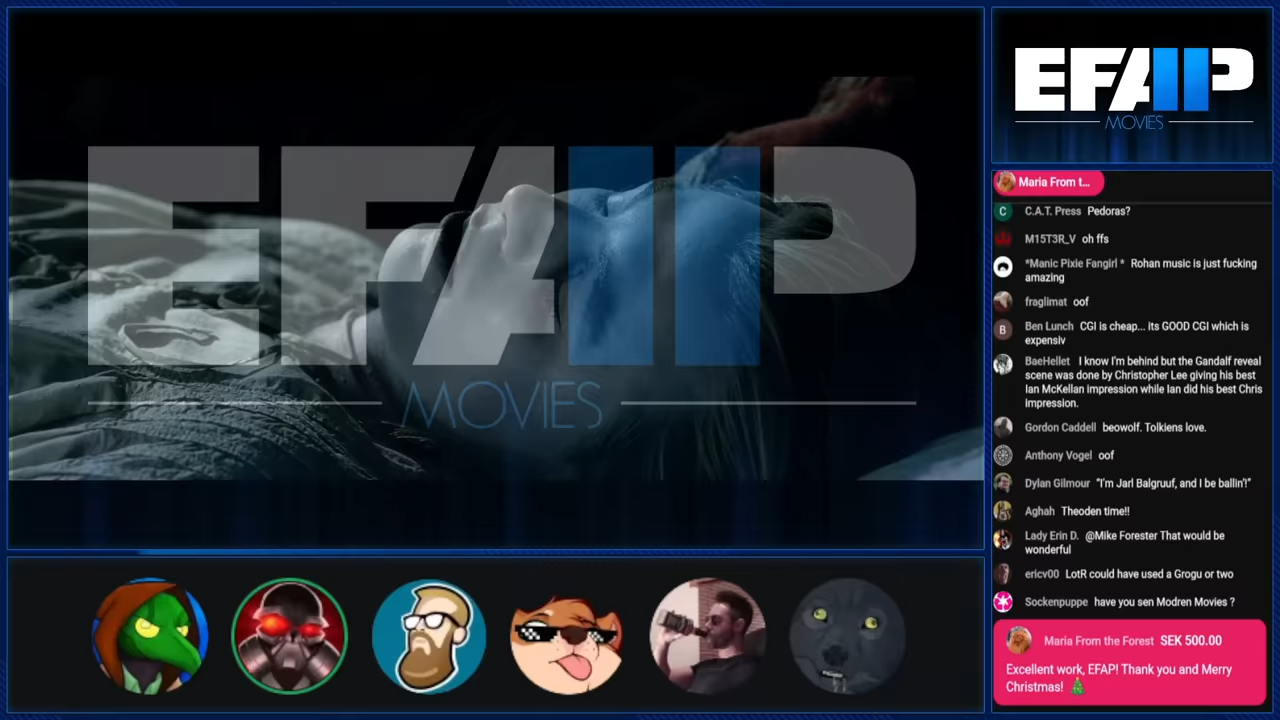 EFAP
MOVIES
EFAP
MOVIES
Maria From t...
C.A.T. Press Pedoras?
M15T3R_V oh ffs
*Manic Pixie Fangirl * Rohan music is just fucking
amazing
fraglimat oof
B
Ben Lunch CGI is cheap... its GOOD CGI which is
expensiv
BaeHellet I know I'm behind but the Gandalf reveal
scene was done by Christopher Lee giving his best
Ian McKellan impression while Ian did his best Chris
impression.
Gordon Caddell beowolf. Tolkiens love.
Anthony Vogel oof
Dylan Gilmour “I'm Jarl Balgruuf, and I be ballin'!”
Aghah Theoden time!!
Lady Erin D. @Mike Forester That would be
wonderful
ericv00 LotR could have used a Grogu or two
Sockenpuppe have you sen Modren Movies ?
Maria From the Forest SEK 500.00
Excellent work, EFAP! Thank you and Merry
Christmas! 🎄